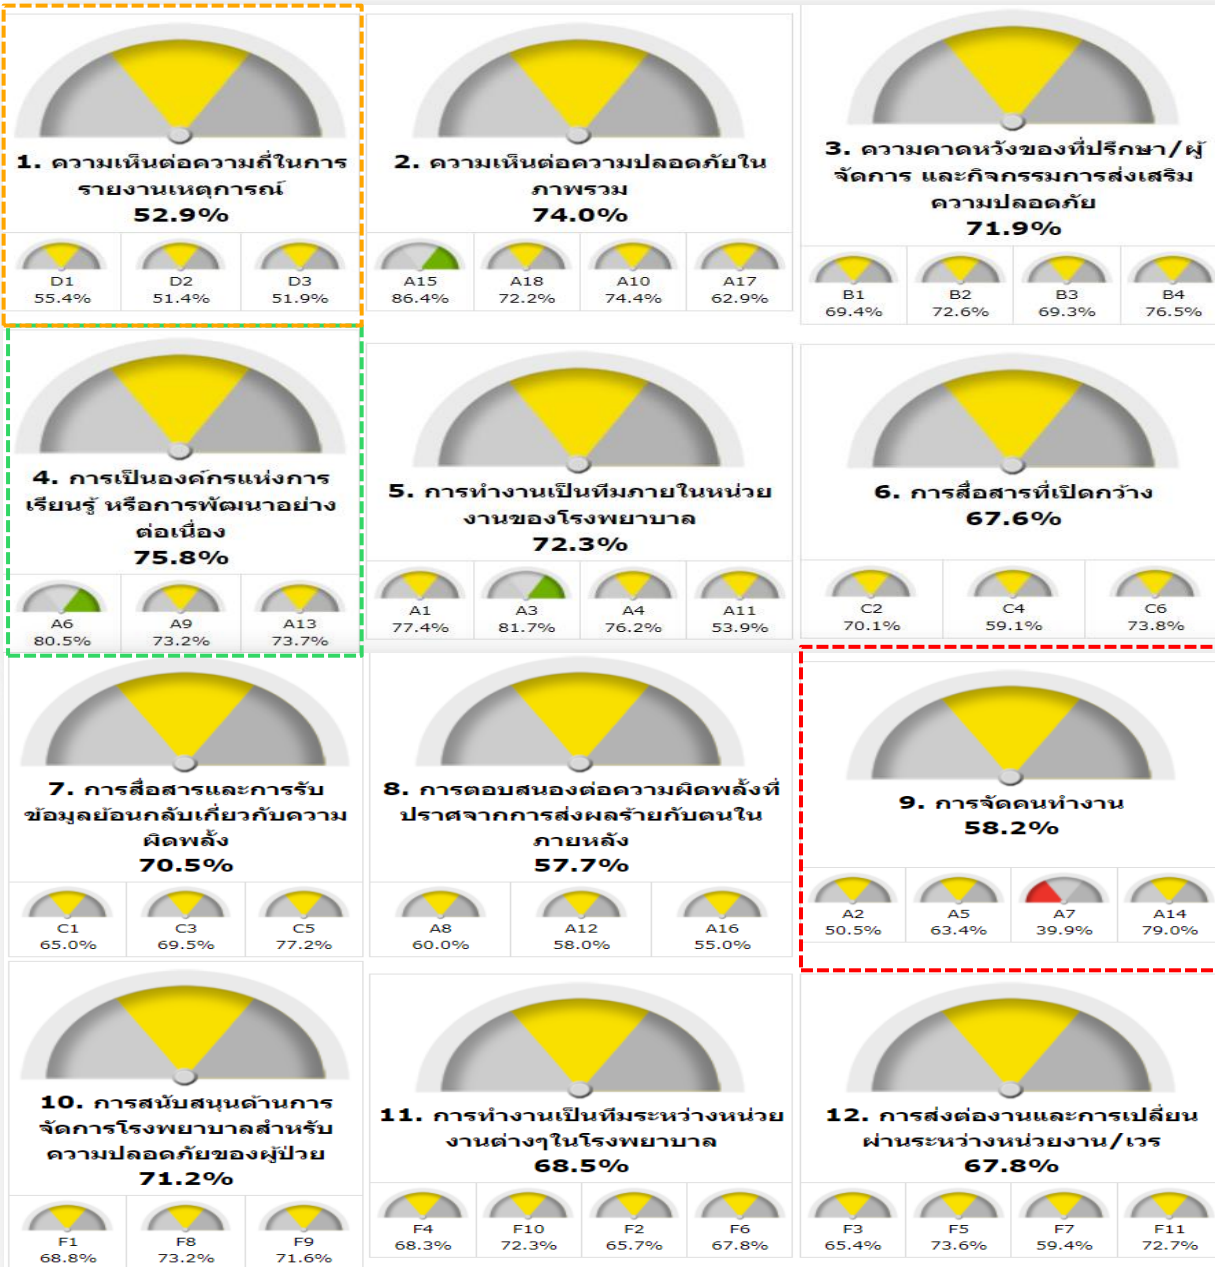 1. ความเห็นต่อความถี่ในการ
รายงานเหตุการณ์
52.9%
D1
55.4%
D2
51.4%
D3
51.9%
2. ความเห็นต่อความปลอดภัยใน
ภาพรวม
74.0%
A15
86.4%
A18
72.2%
A10
74.4%
A17
62.9%
3. ความคาดหวังของที่ปรึกษา/ผู้
จัดการ และกิจกรรมการส่งเสริม
ความปลอดภัย
71.9%
B1
69.4%
B2
72.6%
B3
69.3%
B4
76.5%
4. การเป็นองค์กรแห่งการ
เรียนรู้ หรือการพัฒนาอย่าง
ต่อเนื่อง
75.8%
A6
80.5%
A9
73.2%
A13
73.7%
5. การทำงานเป็นทีมภายในหน่วย
งานของโรงพยาบาล
72.3%
A1
77.4%
A3
81.7%
A4
76.2%
A11
53.9%
6. การสื่อสารที่เปิดกว้าง
67.6%
C2
70.1%
C4
59.1%
C6
73.8%
7. การสื่อสารและการรับ
ข้อมูลย้อนกลับเกี่ยวกับความ
ผิดพลั้ง
70.5%
C1
65.0%
C3
69.5%
C5
77.2%
8. การตอบสนองต่อความผิดพลั้งที่
ปราศจากการส่งผลร้ายกับตนใน
ภายหลัง
57.7%
A8
60.0%
A12
58.0%
A16
55.0%
9. การจัดคนทำงาน
58.2%
A2
50.5%
A5
63.4%
A7
39.9%
A14
79.0%
10. การสนับสนุนด้านการ
จัดการโรงพยาบาลสำหรับ
ความปลอดภัยของผู้ป่วย
71.2%
F1
68.8%
F8
73.2%
F9
71.6%
11. การทำงานเป็นทีมระหว่างหน่วย
งานต่างๆในโรงพยาบาล
68.5%
F4
68.3%
F10
72.3%
F2
65.7%
F6
67.8%
12. การส่งต่องานและการเปลี่ยน
ผ่านระหว่างหน่วยงาน/เวร
67.8%
F3
65.4%
F5
73.6%
F7
59.4%
F11
72.7%